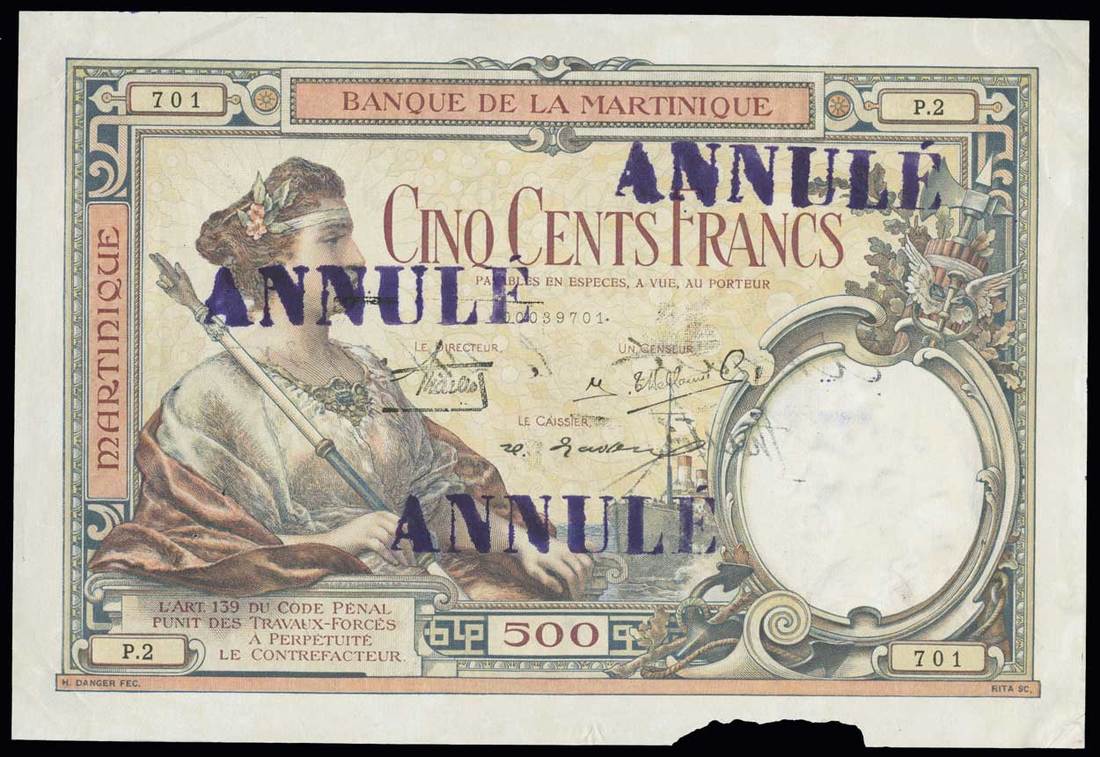 701
BANQUE DE LA MARTINIQUE
P.2
ANNULÉ
MARTINIQUE
CINQ CENTS FRANCS
PAYABLES EN ESPECES, A VUE, AU PORTEUR
ANNULÉ
00039701
LE DIRECTEUR,
UN CENSEUR,
LE CAISSIER,
ANNULÉ
L'ART. 139 DU CODE PÉNAL
PUNIT DES TRAVAUX-FORCÉS
À PERPÉTUITÉ
LE CONTREFACTEUR.
500
P.2
701
H. DANGER FEC.
RITA SC.